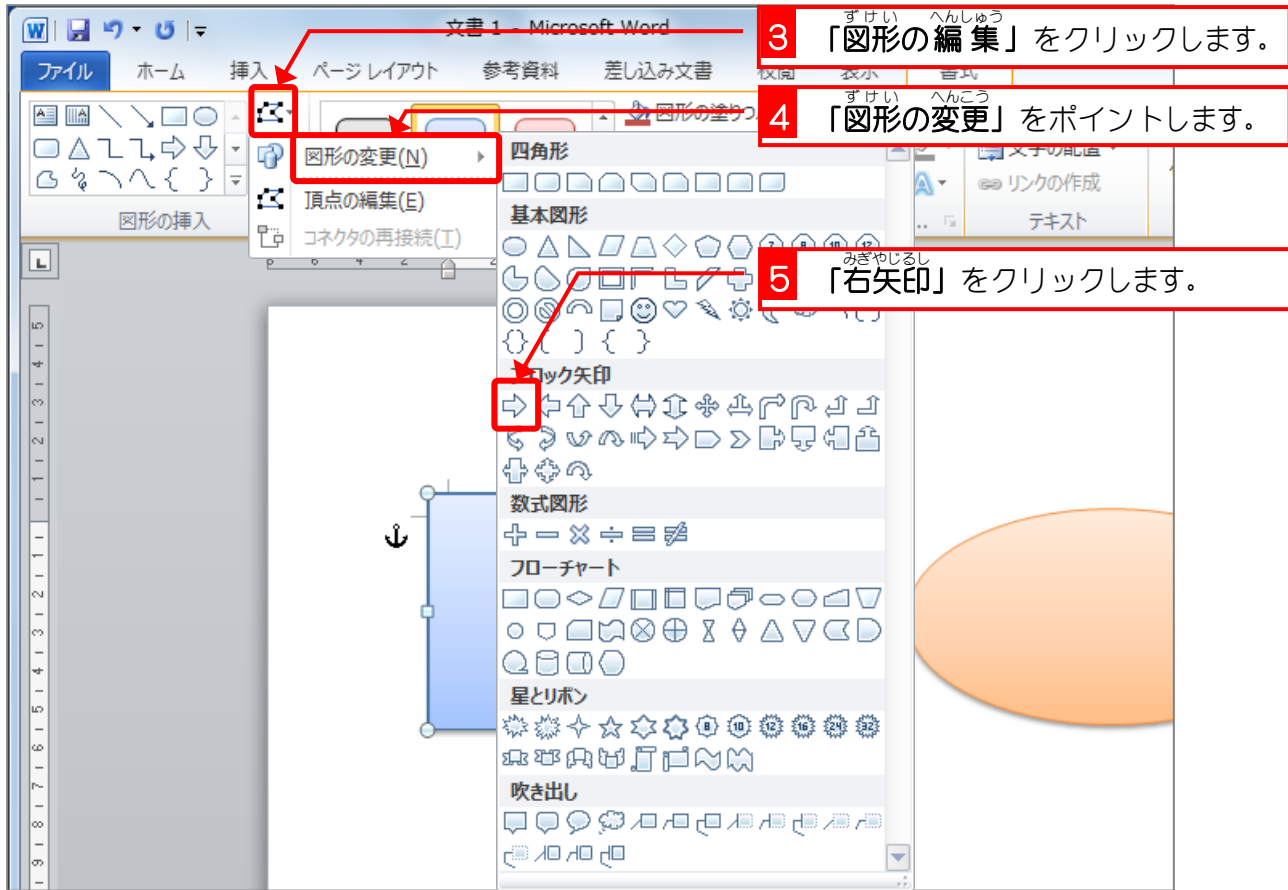 文書 1 - Microsoft Word
3 「図形の編集」をクリックします。
ずけい へんしゅう
ファイル ホーム 挿入 ページ レイアウト 参考資料 差し込み文書 校閲 表示 書式
4 「図形の変更」をポイントします。
ずけい へんこう
図形の塗りつ
図形の変更(N)
四角形
文字の配置
頂点の編集(E)
リンクの作成
図形の挿入
基本図形
テキスト
コネクタの再接続(T)
5 「右矢印」をクリックします。
みぎやじるし
ブロック矢印
数式図形
フローチャート
星とリボン
吹き出し